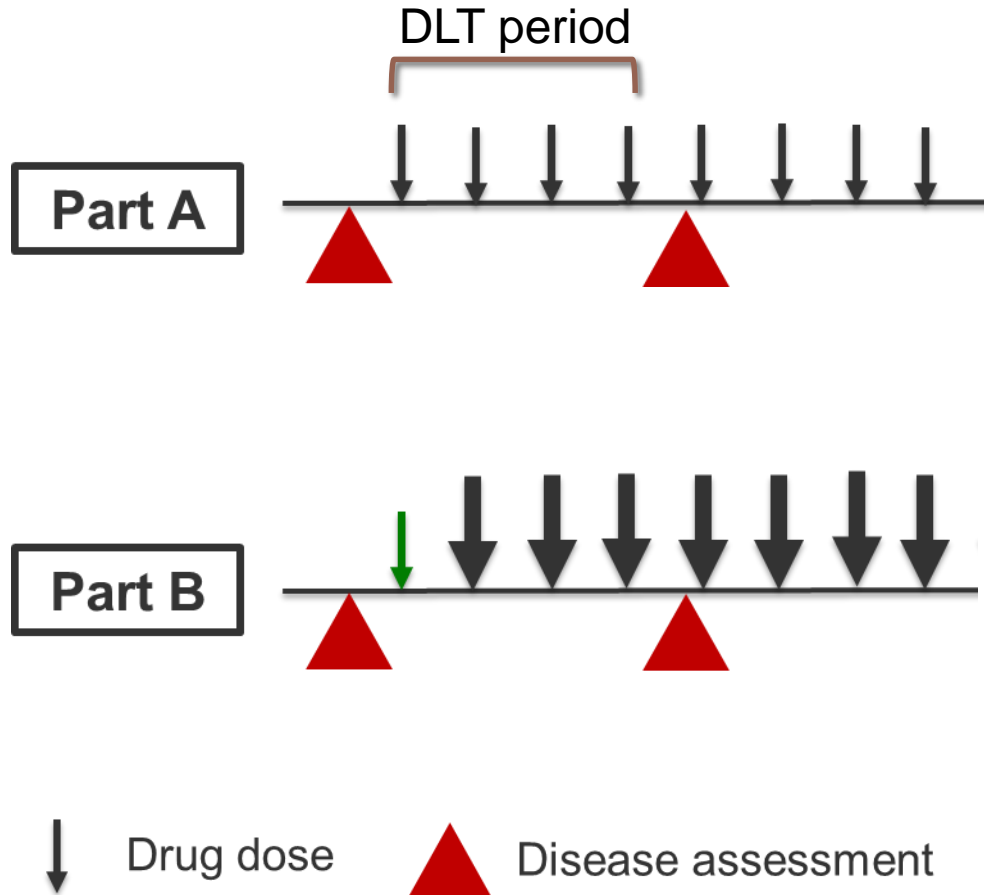 DLT period
Part A
Part B
Drug dose
Disease assessment